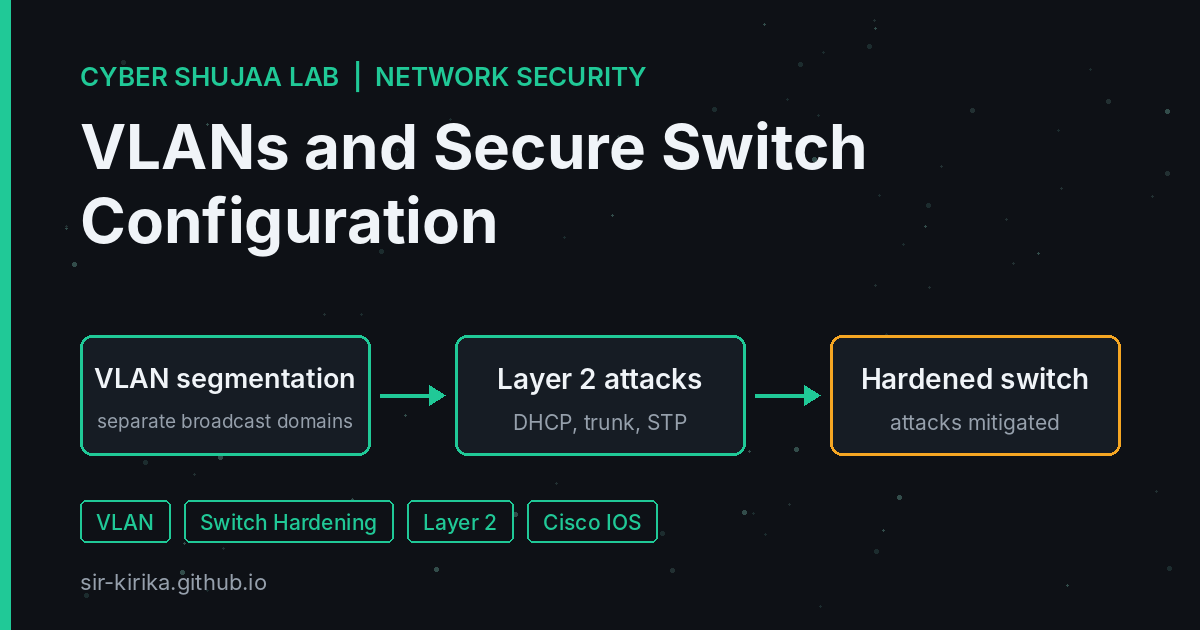 CYBER SHUJAA LAB | NETWORK SECURITY
VLANs and Secure Switch
Configuration
VLAN segmentation
separate broadcast domains
Layer 2 attacks
DHCP, trunk, STP
Hardened switch
attacks mitigated
VLAN
Switch Hardening
Layer 2
Cisco IOS
sir-kirika.github.io